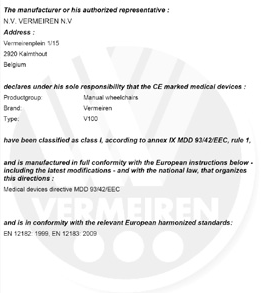 The manufacturer or his authorized representative :
N.V. VERMEIREN N.V
Address :
Vermeirenplein 1/15
2920 Kalmthout
Belgium
declares under his sole responsibility that the CE marked medical devices :
Productgroup: Manual wheelchairs
Brand: Vermeiren
Type: V100
have been classified as class I, according to annex IX MDD 93/42/EEC, rule 1,
and is manufactured in full conformity with the European instructions below -
including the latest modifications - and with the national law, that organizes
this directions :
Medical devices directive MDD 93/42/EEC
VERMEIREN
and is in conformity with the relevant European harmonized standards:
EN 12182: 1999, EN 12183: 2009